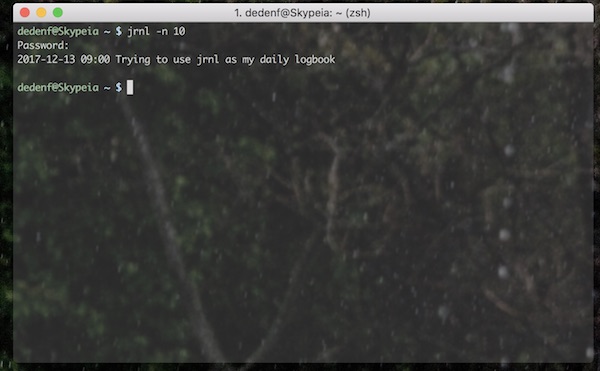 1. dedenf@Skypeia: ~ (zsh)
dedenf@Skypeia ~ $ jrnl -n 10
Password:
2017-12-13 09:00 Trying to use jrnl as my daily logbook
dedenf@Skypeia ~ $